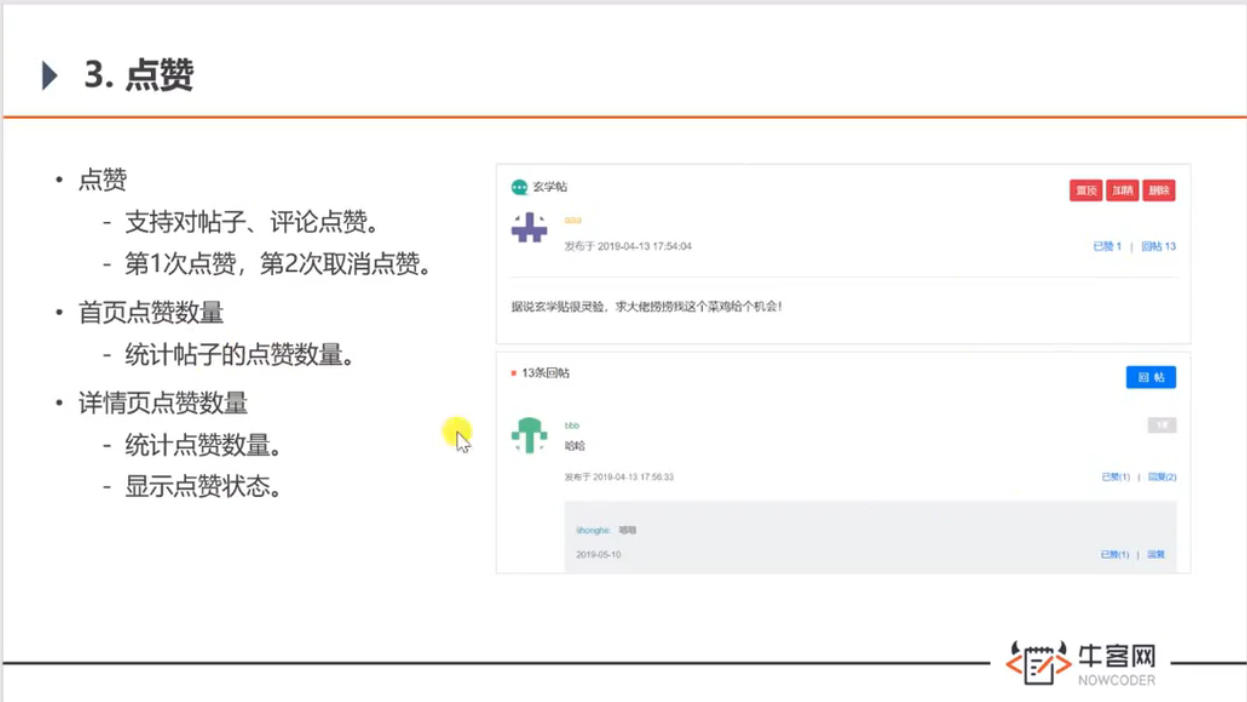 3. 点赞
• 点赞
- 支持对帖子、评论点赞。
- 第1次点赞，第2次取消点赞。
• 首页点赞数量
- 统计帖子的点赞数量。
• 详情页点赞数量
- 统计点赞数量。
- 显示点赞状态。
玄学帖
置顶 加精 删除
aaa
发布于 2019-04-13 17:54:04
已赞 1 | 回帖 13
据说玄学贴很灵验，求大佬捞捞我这个菜鸡给个机会！
13条回帖
回 帖
bbb
哈哈
发布于 2019-04-13 17:56:33
已赞(1) | 回复(2)
lihonghe:
2019-05-10
已赞(1) | 回复
牛客网
NOWCODER